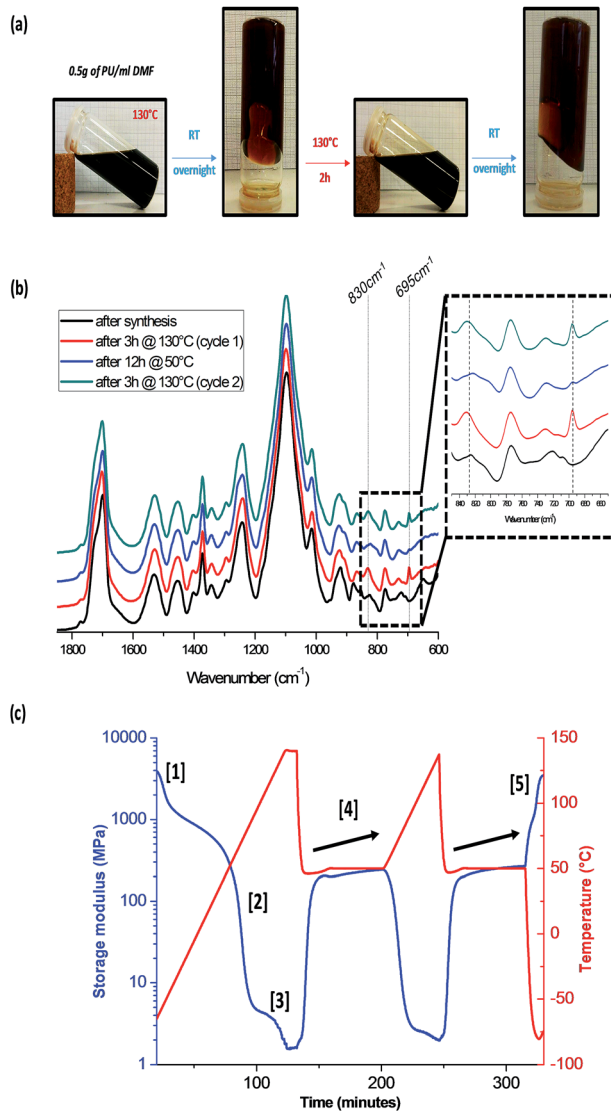 (a)
0.5g of PU/ml DMF
130°C
RT
overnight
130°C
2h
RT
overnight
(b)
830cm-1
695cm-1
after synthesis
after 3h @ 130°C (cycle 1)
after 12h @ 50°C
after 3h @ 130°C (cycle 2)
Wavenumber (cm-1)
1800 1600 1400 1200 1000 800 600
Wavenumber (cm-1)
(c)
10000
1000
100
10
1
Storage modulus (MPa)
[1]
[2]
[3]
[4]
[5]
150
100
50
0
-50
-100
Temperature (°C)
100 200 300
Time (minutes)